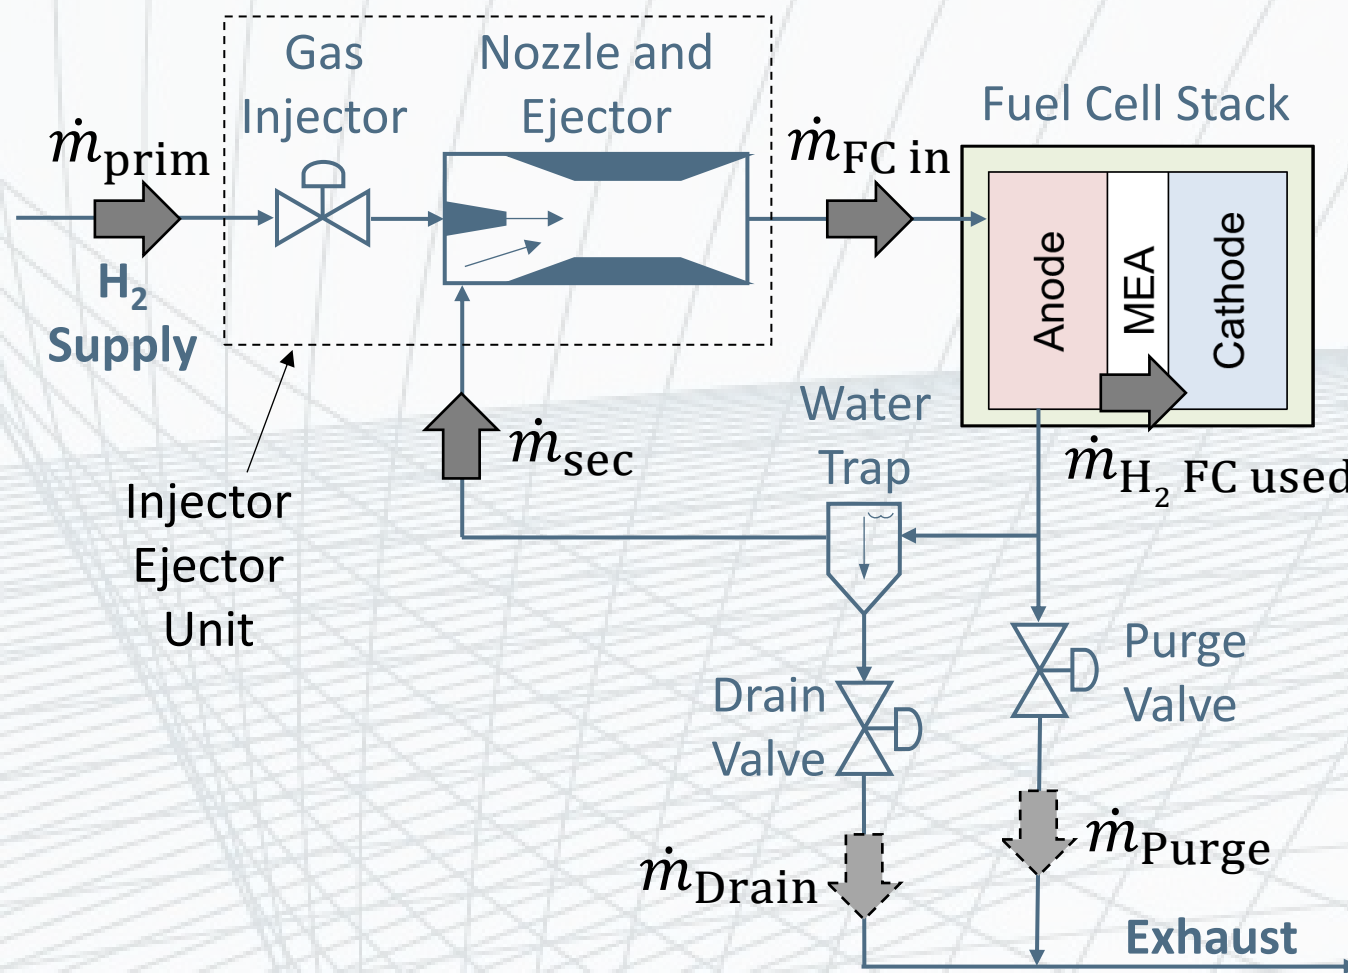 Gas
Injector
Nozzle and
Ejector
Fuel Cell Stack
ṁprim
ṁFC in
H2
Supply
Anode
MEA
Cathode
Water
Trap
ṁsec
ṁH2 FC used
Injector
Ejector
Unit
Drain
Valve
Purge
Valve
ṁDrain
ṁPurge
Exhaust